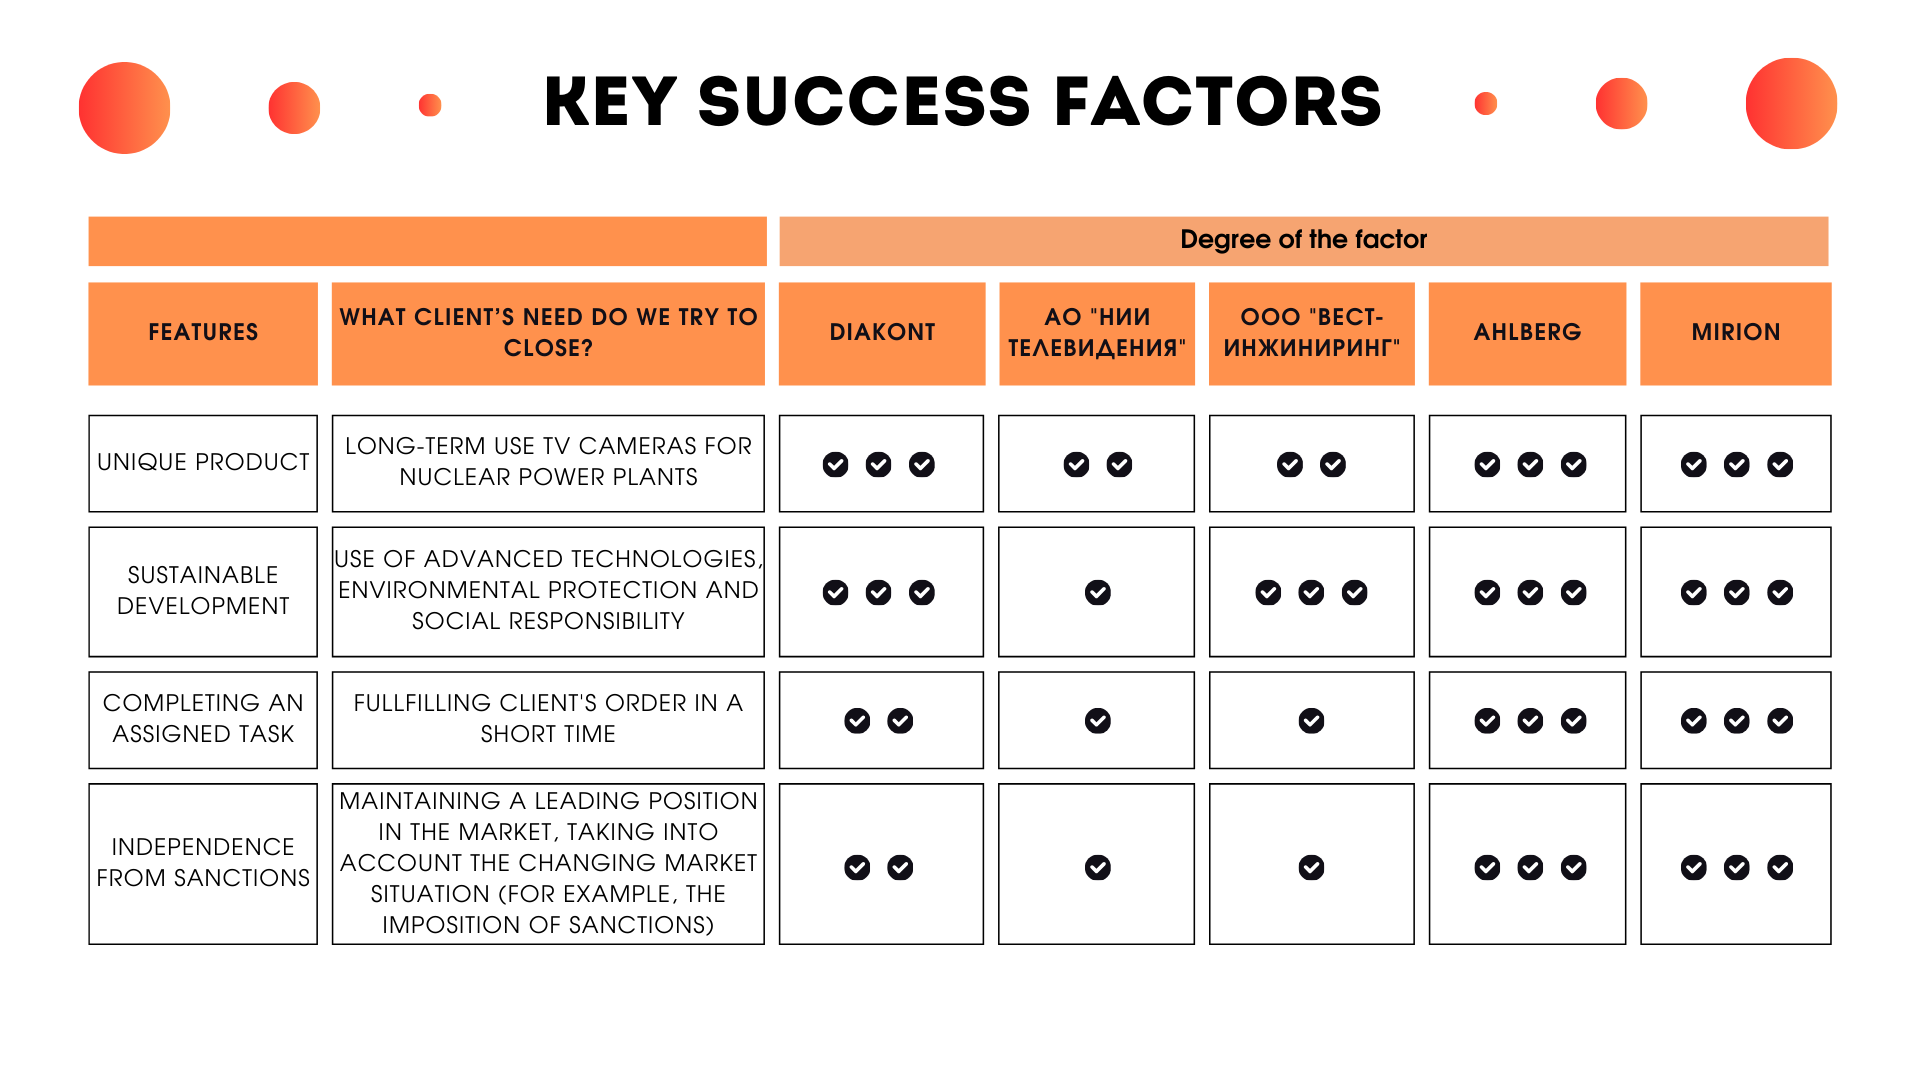 KEY SUCCESS FACTORS
Degree of the factor
FEATURES
WHAT CLIENT’S NEED DO WE TRY TO
CLOSE?
DIAKONT
АО "НИИ
ТЕЛЕВИДЕНИЯ"
ООО "ВЕСТ-
ИНЖИНИРИНГ"
AHLBERG
MIRION
UNIQUE PRODUCT
LONG-TERM USE TV CAMERAS FOR
NUCLEAR POWER PLANTS
SUSTAINABLE
DEVELOPMENT
USE OF ADVANCED TECHNOLOGIES,
ENVIRONMENTAL PROTECTION AND
SOCIAL RESPONSIBILITY
COMPLETING AN
ASSIGNED TASK
FULLFILLING CLIENT'S ORDER IN A
SHORT TIME
INDEPENDENCE
FROM SANCTIONS
MAINTAINING A LEADING POSITION
IN THE MARKET, TAKING INTO
ACCOUNT THE CHANGING MARKET
SITUATION (FOR EXAMPLE, THE
IMPOSITION OF SANCTIONS)